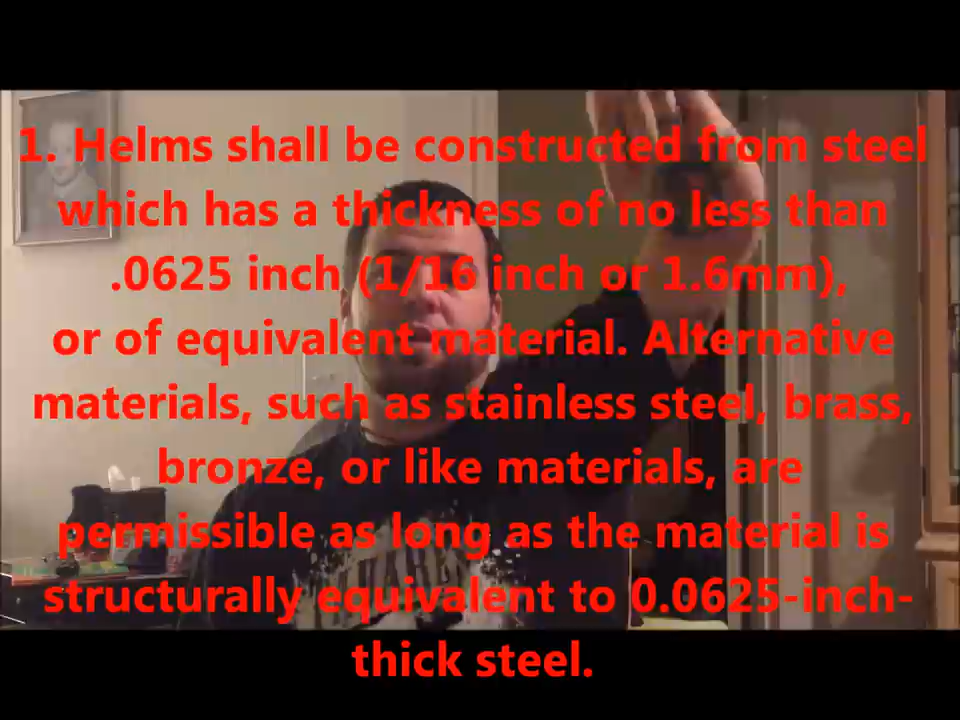 1. Helms shall be constructed from steel
which has a thickness of no less than
.0625 inch (1/16 inch or 1.6mm),
or of equivalent material. Alternative
materials, such as stainless steel, brass,
bronze, or like materials, are
permissible as long as the material is
structurally equivalent to 0.0625-inch-
thick steel.